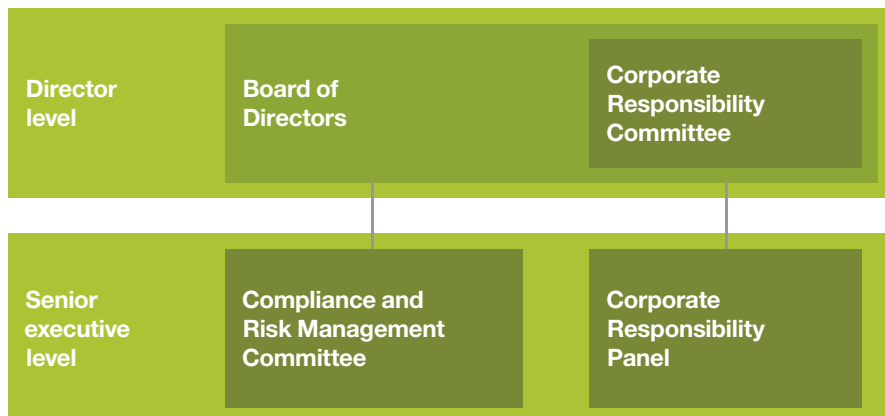 Director
level
Board of
Directors
Corporate
Responsibility
Committee
Senior
executive
level
Compliance and
Risk Management
Committee
Corporate
Responsibility
Panel